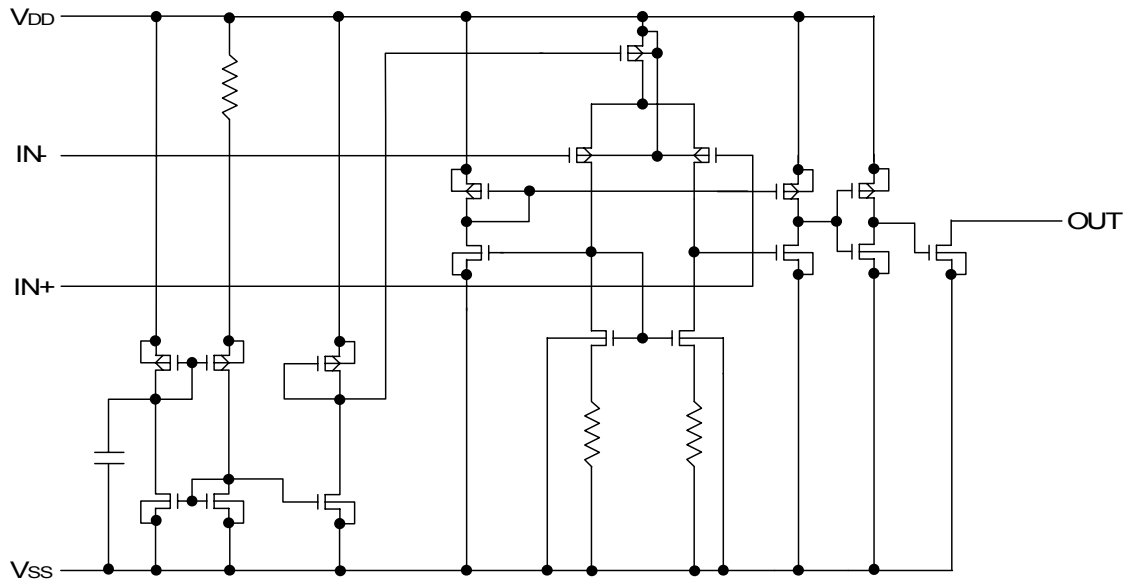 VDD
IN-
OUT
IN+
VSS